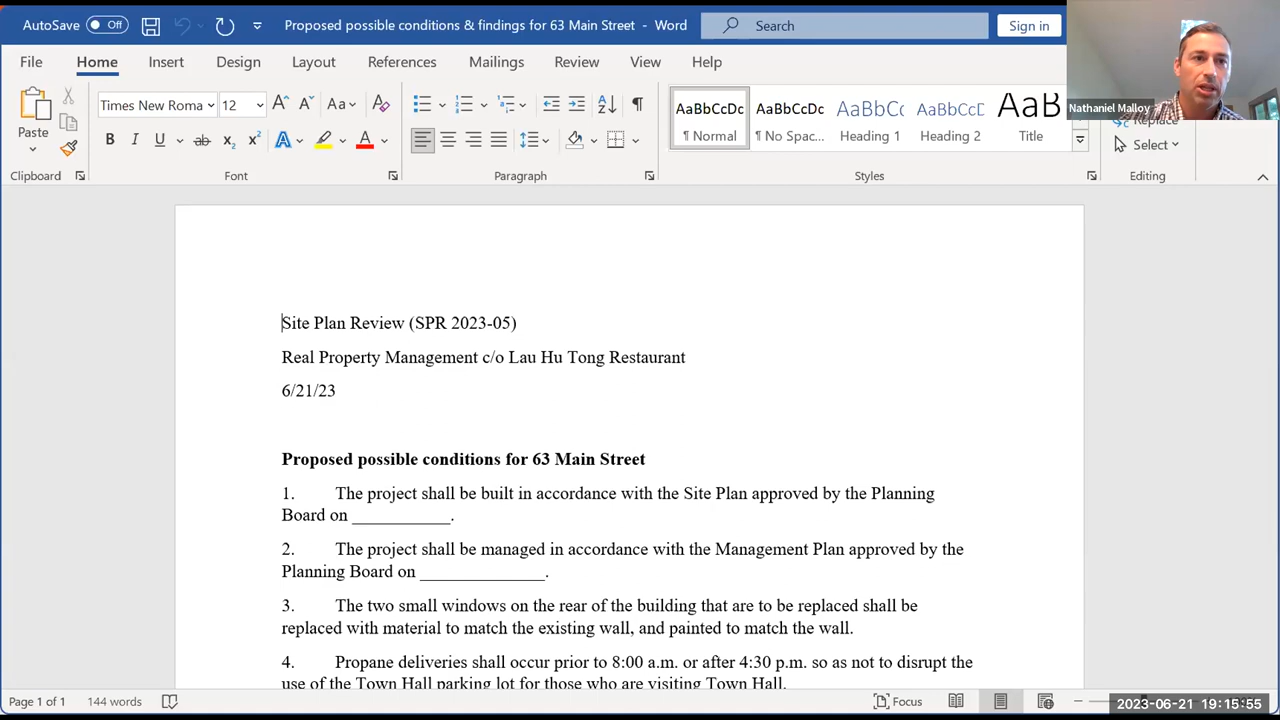 AutoSave Off Proposed possible conditions & findings for 63 Main Street - Word Search Sign in
File Home Insert Design Layout References Mailings Review View Help
Nathaniel Malloy
Times New Roma 12 Aa AaBbCcDc AaBbCcDc AaBbC AaBbCcD AaB
Paste ¶ Normal ¶ No Spac... Heading 1 Heading 2 Title Replace
Select
Clipboard Font Paragraph Styles Editing
Site Plan Review (SPR 2023-05)
Real Property Management c/o Lau Hu Tong Restaurant
6/21/23
Proposed possible conditions for 63 Main Street
1. The project shall be built in accordance with the Site Plan approved by the Planning
Board on ___________.
2. The project shall be managed in accordance with the Management Plan approved by the
Planning Board on ______________.
3. The two small windows on the rear of the building that are to be replaced shall be
replaced with material to match the existing wall, and painted to match the wall.
4. Propane deliveries shall occur prior to 8:00 a.m. or after 4:30 p.m. so as not to disrupt the
use of the Town Hall parking lot for those who are visiting Town Hall.
Page 1 of 1 144 words Focus
2023-06-21 19:15:55